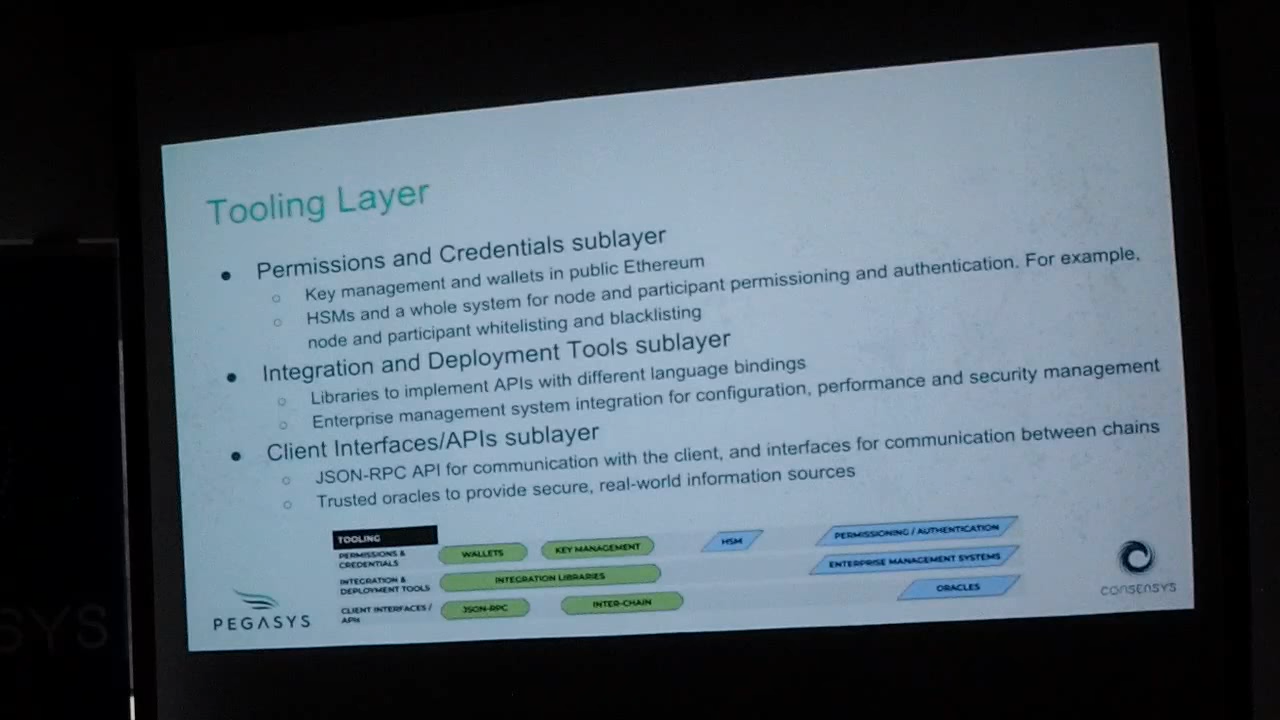 Tooling Layer
● Permissions and Credentials sublayer
○ Key management and wallets in public Ethereum
○ HSMs and a whole system for node and participant permissioning and authentication. For example,
node and participant whitelisting and blacklisting
● Integration and Deployment Tools sublayer
○ Libraries to implement APIs with different language bindings
○ Enterprise management system integration for configuration, performance and security management
● Client Interfaces/APIs sublayer
○ JSON-RPC API for communication with the client, and interfaces for communication between chains
○ Trusted oracles to provide secure, real-world information sources
TOOLING
PERMISSIONS &
CREDENTIALS
WALLETS
KEY MANAGEMENT
HSM
PERMISSIONING / AUTHENTICATION
INTEGRATION &
DEPLOYMENT TOOLS
INTEGRATION LIBRARIES
ENTERPRISE MANAGEMENT SYSTEMS
CLIENT INTERFACES /
APIs
JSON-RPC
INTER-CHAIN
ORACLES
PEGASYS
CONSENSYS
SYS